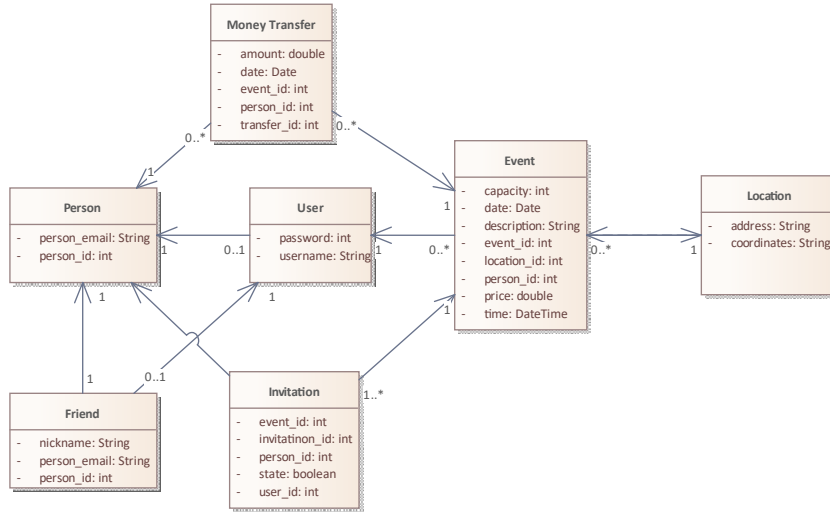 Money Transfer
- amount: double
- date: Date
- event_id: int
- person_id: int
- transfer_id: int
0..*
0..*
1
1
Person
- person_email: String
- person_id: int
User
- password: int
- username: String
Event
- capacity: int
- date: Date
- description: String
- event_id: int
- location_id: int
- person_id: int
- price: double
- time: DateTime
Location
- address: String
- coordinates: String
1
0..1
1
0..*
0..*
1
1
1
1
1
0..1
1..*
Friend
- nickname: String
- person_email: String
- person_id: int
Invitation
- event_id: int
- invitatinon_id: int
- person_id: int
- state: boolean
- user_id: int